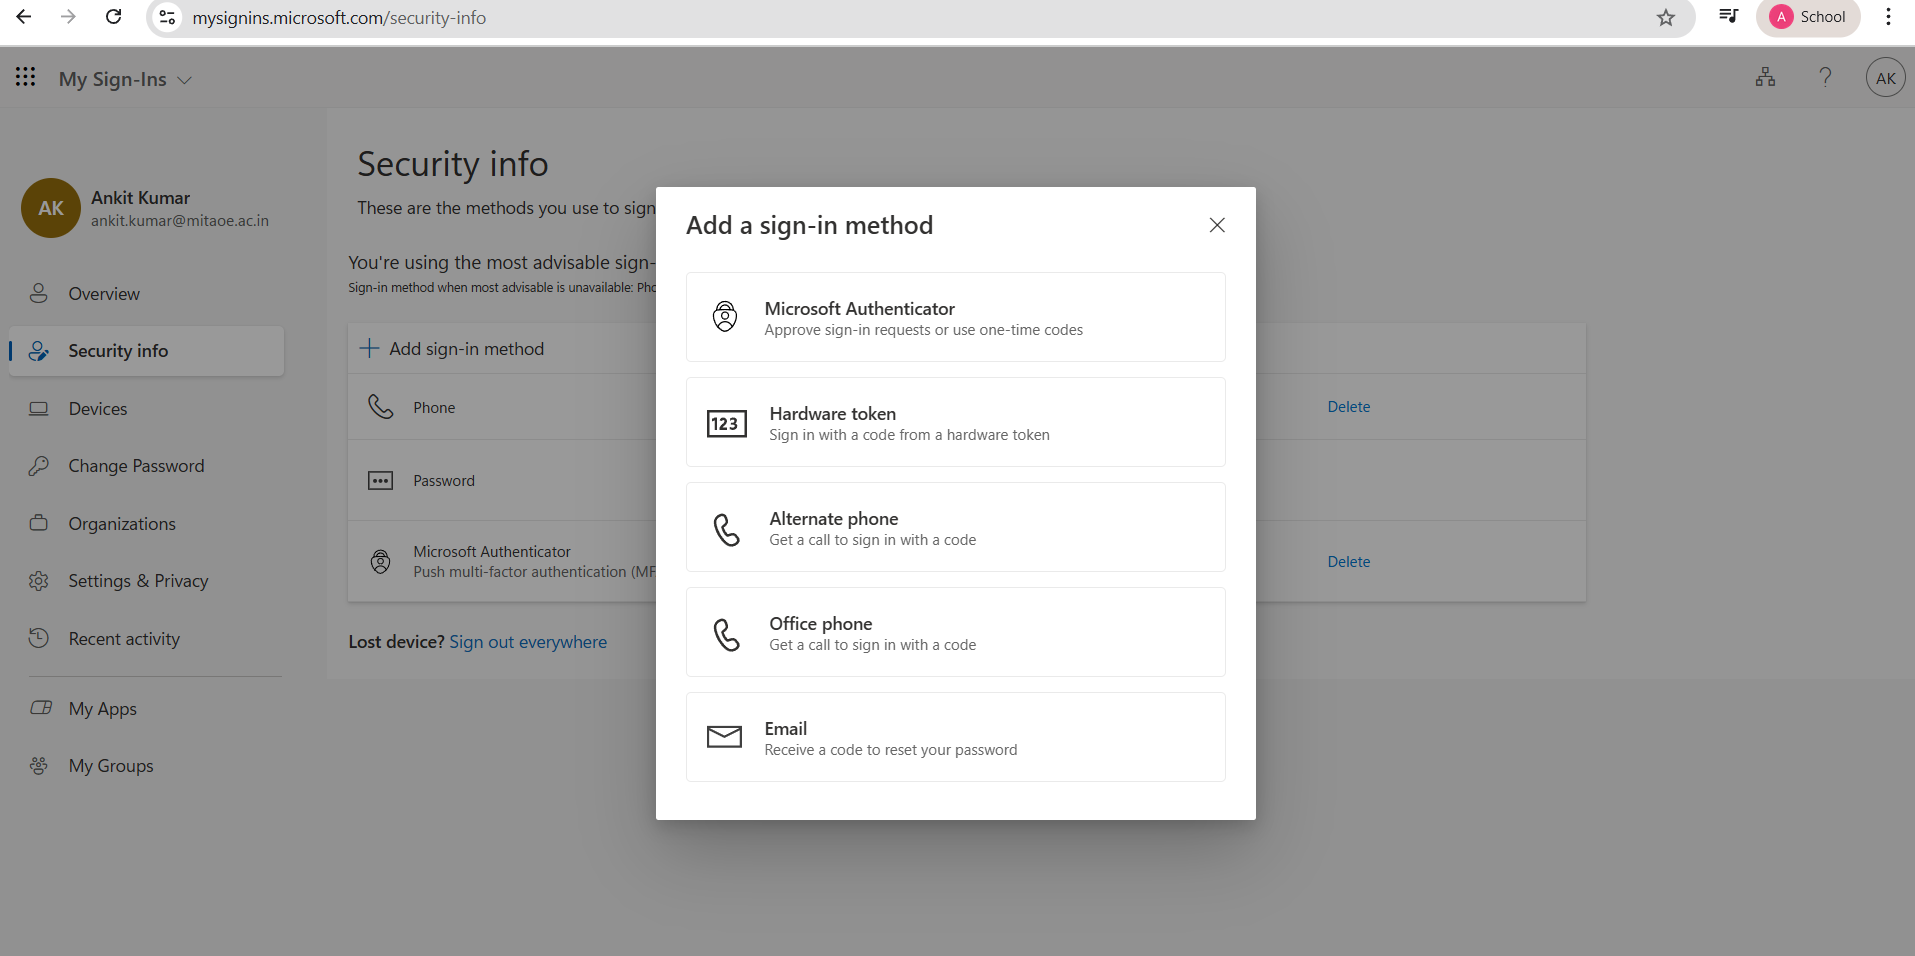 mysignins.microsoft.com/security-info
A School
My Sign-Ins
AK
AK
Ankit Kumar
ankit.kumar@mitaoe.ac.in
Overview
Security info
Devices
Change Password
Organizations
Settings & Privacy
Recent activity
My Apps
My Groups
Security info
These are the methods you use to sign
You're using the most advisable sign-
Sign-in method when most advisable is unavailable: Pho
Add sign-in method
Phone
Delete
Password
Microsoft Authenticator
Push multi-factor authentication (MF
Delete
Lost device? Sign out everywhere
Add a sign-in method
Microsoft Authenticator
Approve sign-in requests or use one-time codes
123
Hardware token
Sign in with a code from a hardware token
Alternate phone
Get a call to sign in with a code
Office phone
Get a call to sign in with a code
Email
Receive a code to reset your password